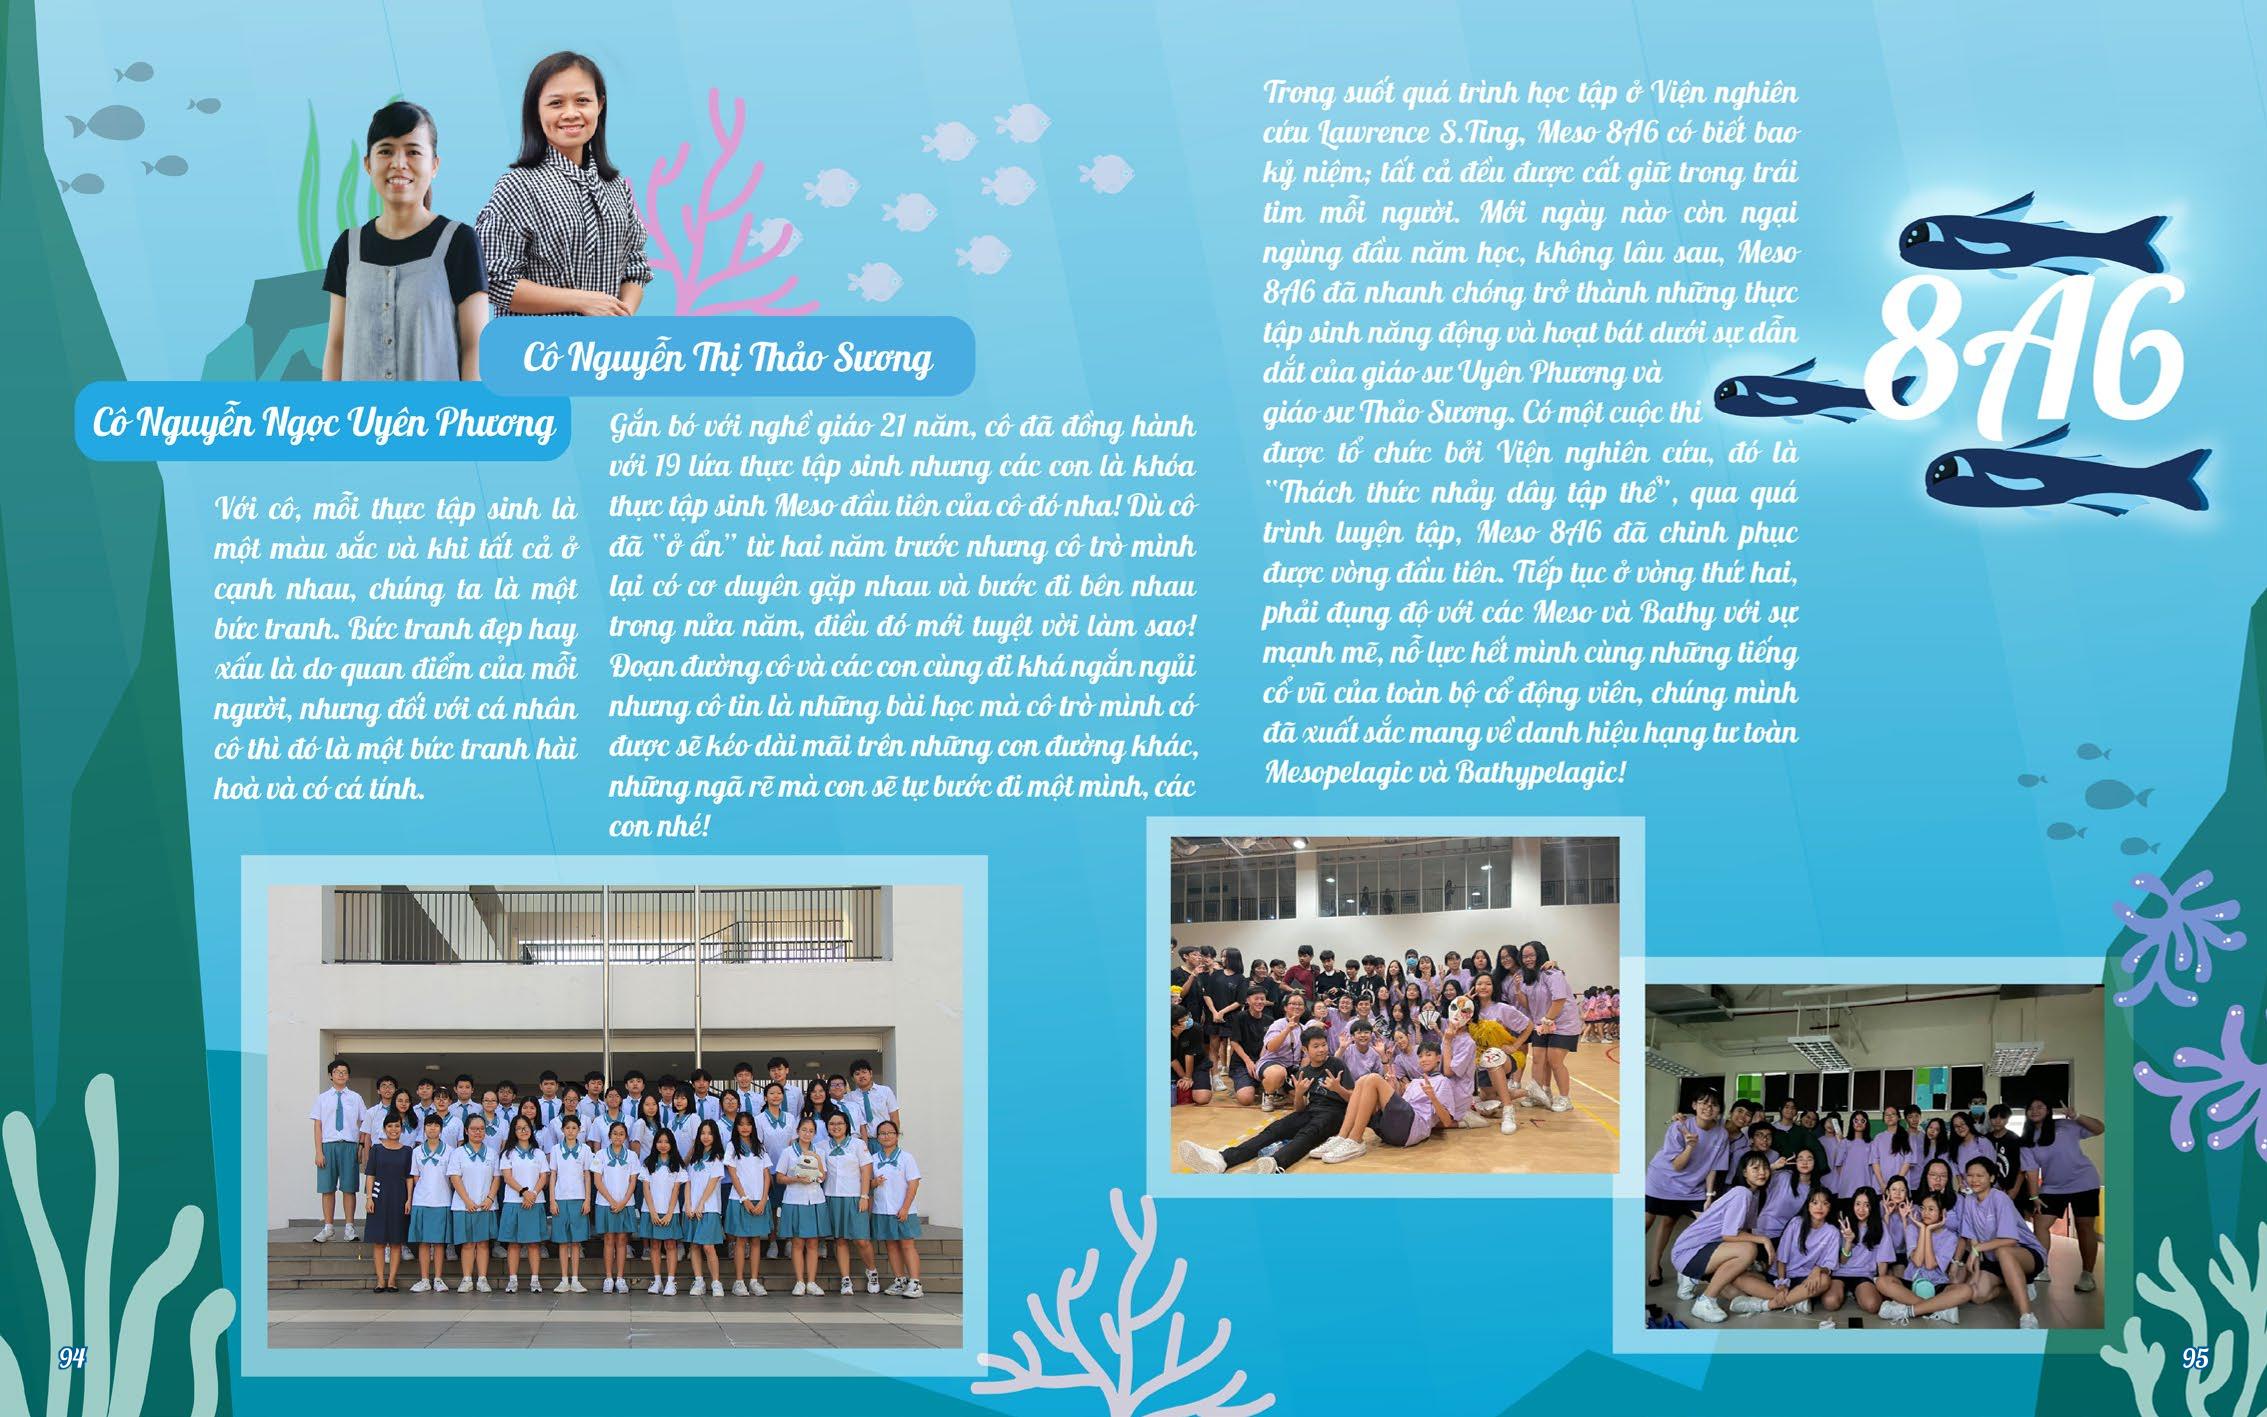 Cô Nguyễn Thị Thảo Sương
Cô Nguyễn Ngọc Uyên Phương
Với cô, mỗi thực tập sinh là
một màu sắc và khi tất cả ở
cạnh nhau, chúng ta là một
bức tranh. Bức tranh đẹp hay
xấu là do quan điểm của mỗi
người, nhưng đối với cá nhân
cô thì đó là một bức tranh hài
hoà và có cá tính.
Gắn bó với nghề giáo 21 năm, cô đã đồng hành
với 19 lứa thực tập sinh nhưng các con là khóa
thực tập sinh Meso đầu tiên của cô đó nha! Dù cô
đã “ở ẩn” từ hai năm trước nhưng cô trò mình
lại có cơ duyên gặp nhau và bước đi bên nhau
trong nửa năm, điều đó mới tuyệt vời làm sao!
Đoạn đường cô và các con cùng đi khá ngắn ngủi
nhưng cô tin là những bài học mà cô trò mình có
được sẽ kéo dài mãi trên những con đường khác,
những ngã rẽ mà con sẽ tự bước đi một mình, các
con nhé!
94
Trong suốt quá trình học tập ở Viện nghiên
cứu Lawrence S.Ting, Meso 8A6 có biết bao
kỷ niệm; tất cả đều được cất giữ trong trái
tim mỗi người. Mới ngày nào còn ngại
ngùng đầu năm học, không lâu sau, Meso
8A6 đã nhanh chóng trở thành những thực
tập sinh năng động và hoạt bát dưới sự dẫn
dắt của giáo sư Uyên Phương và
giáo sư Thảo Sương. Có một cuộc thi
được tổ chức bởi Viện nghiên cứu, đó là
“Thách thức nhảy dây tập thể”, qua quá
trình luyện tập, Meso 8A6 đã chinh phục
được vòng đầu tiên. Tiếp tục ở vòng thứ hai,
phải đụng độ với các Meso và Bathy với sự
mạnh mẽ, nỗ lực hết mình cùng những tiếng
cổ vũ của toàn bộ cổ động viên, chúng mình
đã xuất sắc mang về danh hiệu hạng tư toàn
Mesopelagic và Bathypelagic!
8A6
95